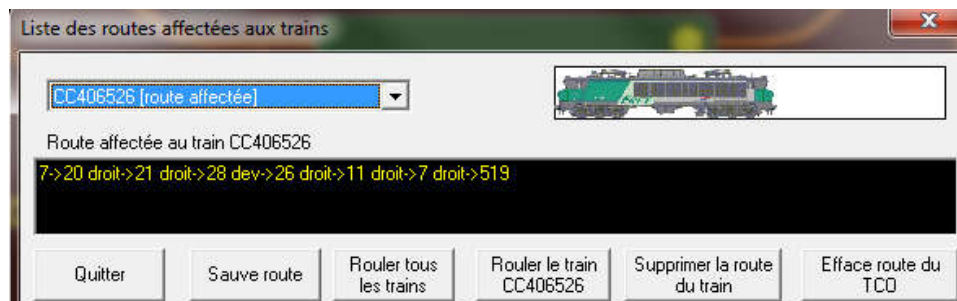 Liste des routes affectées aux trains
CC406526 [route affectée]
Route affectée au train CC406526
7->20 droit->21 droit->28 dev->26 droit->11 droit->7 droit->519
Quitter
Sauve route
Rouler tous
les trains
Rouler le train
CC406526
Supprimer la route
du train
Efface route du
TCO